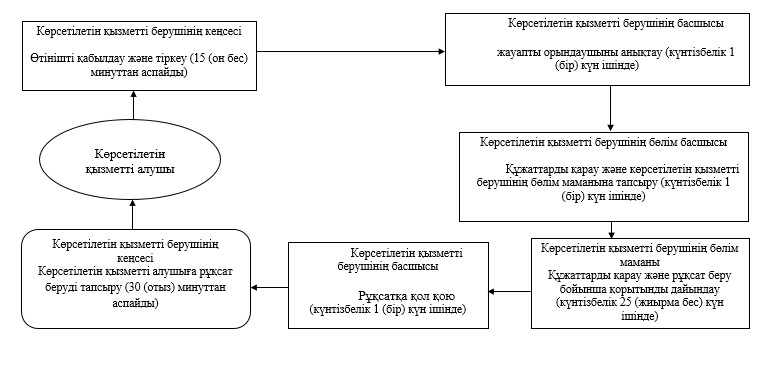 Көрсетілетін қызметті берушінің кеңсесі
Өтінішті қабылдау және тіркеу (15 (он бес)
минуттан аспайды)
Көрсетілетін қызметті берушінің басшысы
жауапты орындаушыны анықтау (күнтізбелік 1
(бір) күн ішінде)
Көрсетілетін қызметті берушінің бөлім басшысы
Құжаттарды қарау және көрсетілетін қызметті
берушінің бөлім маманына тапсыру (күнтізбелік 1
(бір) күн ішінде)
Көрсетілетін қызметті берушінің бөлім
маманы
Құжаттарды қарау және рұқсат беру
бойынша қорытынды дайындау
(күнтізбелік 25 (жиырма бес) күн
ішінде)
Көрсетілетін қызметті
берушінің басшысы
Рұқсатқа қол қою
(күнтізбелік 1 (бір) күн ішінде)
Көрсетілетін қызметті берушінің
кеңсесі
Көрсетілетін қызметті алушыға рұқсат
беруді тапсыру (30 (отыз) минуттан
аспайды)
Көрсетілетін
қызметті алушы